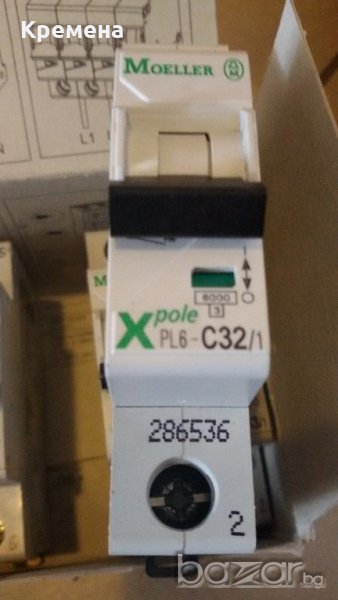 Кремена
MOELLER
L1
6000
3
Xpole
PL6-C32/1
286536
2
bazar.bg